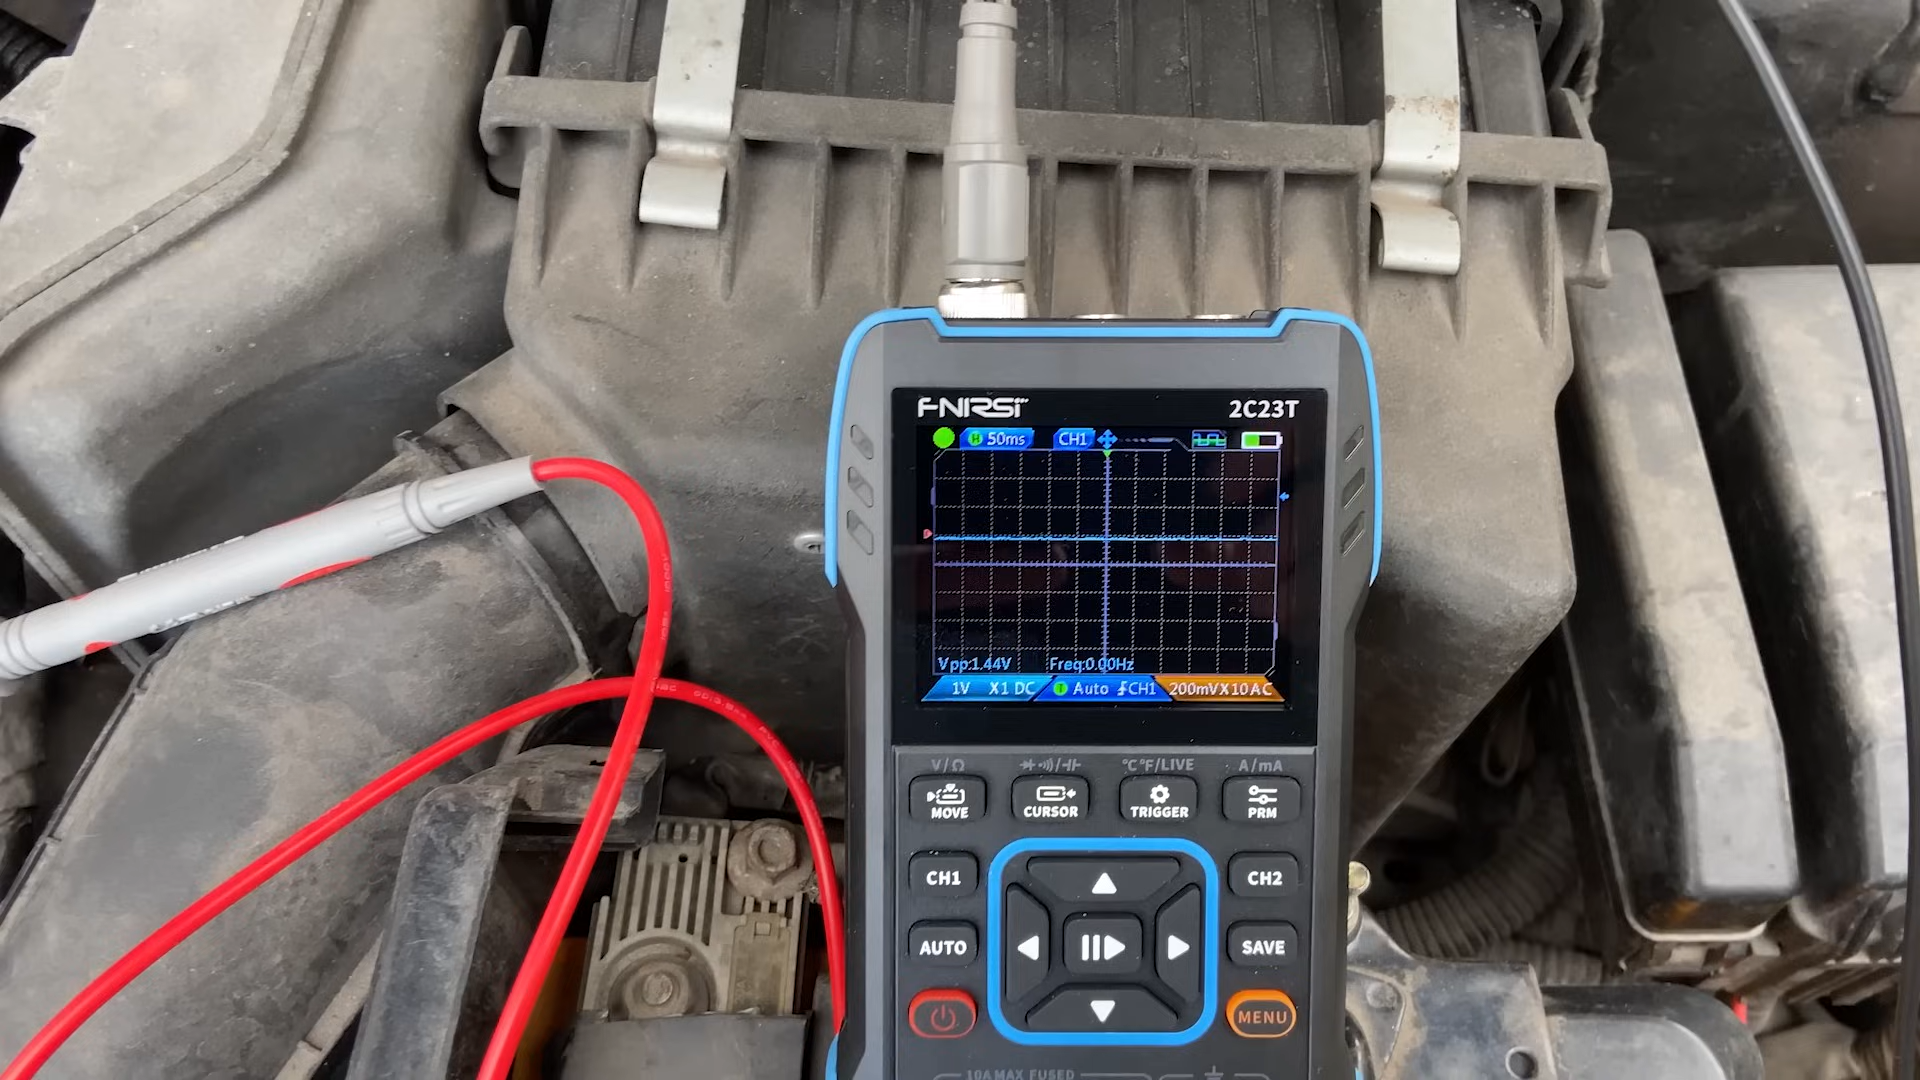 FNIRSI 2C23T
H 50ms CH1
Vpp:1.44V Freq:0.00Hz
1V X1 DC T Auto CH1 200mVX10AC
V/Ω °C°F/LIVE A/mA
MOVE CURSOR TRIGGER PRM
CH1 CH2
AUTO SAVE
MENU
10A MAX FUSED